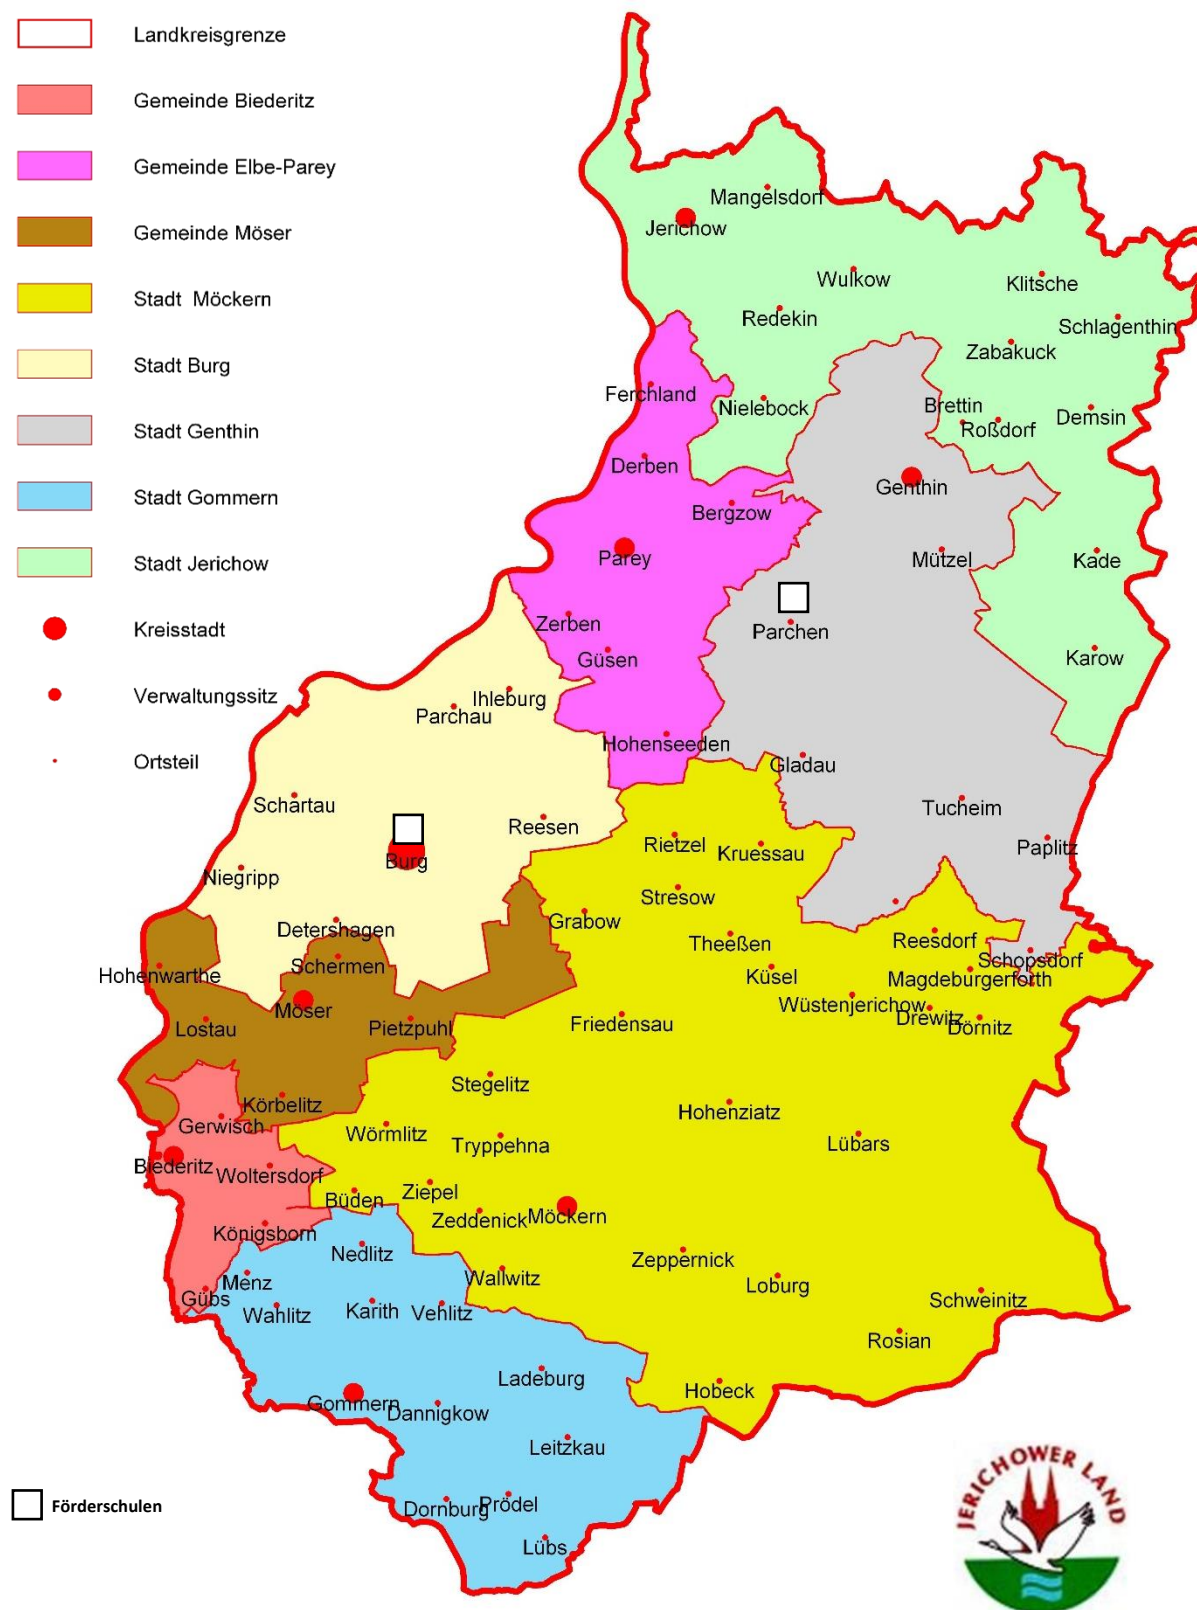 Landkreisgrenze
Gemeinde Biederitz
Gemeinde Elbe-Parey
Gemeinde Möser
Stadt Möckern
Stadt Burg
Stadt Genthin
Stadt Gommern
Stadt Jerichow
Kreisstadt
Verwaltungssitz
Ortsteil
Förderschulen
Mangelsdorf
Jerichow
Wulkow
Klitsche
Redekin
Schlagenthin
Zabakuck
Ferchland
Nielebock
Brettin
Roßdorf
Demsin
Derben
Genthin
Bergzow
Parey
Mützel
Kade
Zerben
Parchen
Güsen
Karow
Ihleburg
Parchau
Hohenseeden
Gladau
Schartau
Tucheim
Reesen
Rietzel
Kruessau
Paplitz
Burg
Niegripp
Stresow
Grabow
Detershagen
Theeßen
Reesdorf
Schermen
Schopsdorf
Hohenwarthe
Küsel
Magdeburgerforth
Möser
Wüstenjerichow
Lostau
Pietzpuhl
Friedensau
Drewitz
Dörnitz
Stegelitz
Körbelitz
Hohenziatz
Gerwisch
Wörmlitz
Tryppehna
Lübars
Biederitz
Woltersdorf
Büden
Ziepel
Zeddenick
Möckern
Königsborn
Nedlitz
Zeppernick
Menz
Wallwitz
Loburg
Gübs
Wahlitz
Karith
Vehlitz
Schweinitz
Rosian
Ladeburg
Hobeck
Gommern
Dannigkow
Leitzkau
Dornburg
Prödel
Lübs
JERICHOWER LAND